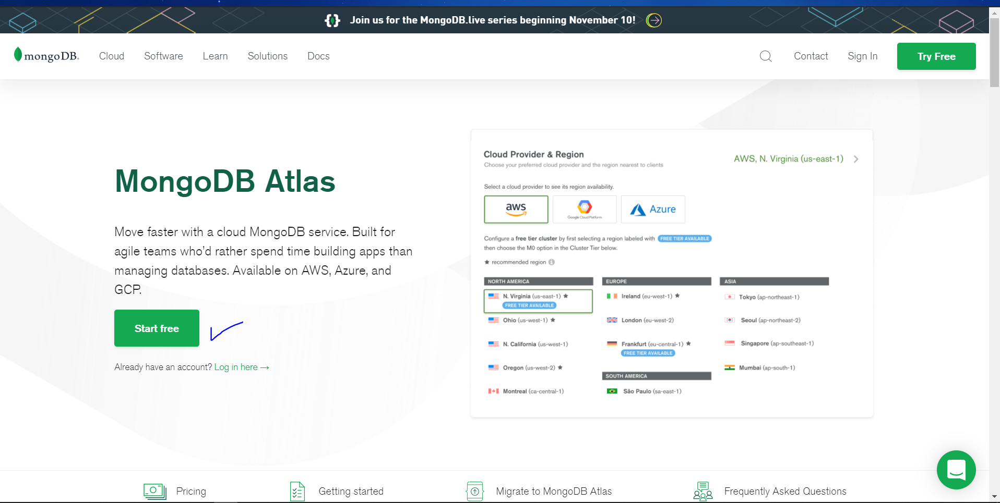 Join us for the MongoDB.live series beginning November 10!
mongoDB.
Cloud
Software
Learn
Solutions
Docs
Contact
Sign In
Try Free
MongoDB Atlas
Move faster with a cloud MongoDB service. Built for
agile teams who'd rather spend time building apps than
managing databases. Available on AWS, Azure, and
GCP.
Start free
Already have an account? Log in here →
Cloud Provider & Region
Choose your preferred cloud provider and the region nearest to clients
AWS, N. Virginia (us-east-1)
Select a cloud provider to see its region availability.
aws
Google Cloud Platform
Azure
Configure a free tier cluster by first selecting a region labeled with FREE TIER AVAILABLE
then choose the M0 option in the Cluster Tier below.
★ recommended region
NORTH AMERICA
N. Virginia (us-east-1) ★
FREE TIER AVAILABLE
Ohio (us-west-1) ★
N. California (us-west-1)
Oregon (us-west-2) ★
Montreal (ca-central-1)
EUROPE
Ireland (eu-west-1) ★
London (eu-west-2)
Frankfurt (eu-central-1) ★
FREE TIER AVAILABLE
SOUTH AMERICA
São Paulo (sa-east-1)
ASIA
Tokyo (ap-northeast-1)
Seoul (ap-northeast-2)
Singapore (ap-southeast-1)
Mumbai (ap-south-1)
Pricing
Getting started
Migrate to MongoDB Atlas
Frequently Asked Questions